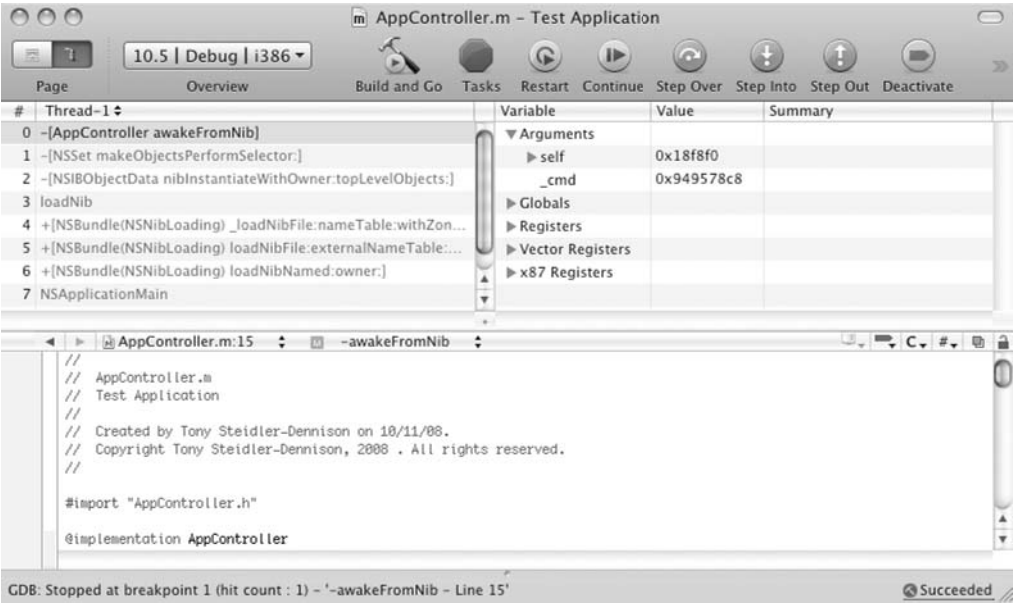 AppController.m – Test Application
10.5 | Debug | i386
Page Overview Build and Go Tasks Restart Continue Step Over Step Into Step Out Deactivate
# Thread-1
0 -[AppController awakeFromNib]
1 -[NSSet makeObjectsPerformSelector:]
2 -[NSIBObjectData nibInstantiateWithOwner:topLevelObjects:]
3 loadNib
4 +[NSBundle(NSNibLoading) _loadNibFile:nameTable:withZon...
5 +[NSBundle(NSNibLoading) loadNibFile:externalNameTable:...
6 +[NSBundle(NSNibLoading) loadNibNamed:owner:]
7 NSApplicationMain
Variable Value Summary
Arguments
self 0x18f8f0
_cmd 0x949578c8
Globals
Registers
Vector Registers
x87 Registers
AppController.m:15 M -awakeFromNib C #
//
// AppController.m
// Test Application
//
// Created by Tony Steidler-Dennison on 10/11/08.
// Copyright Tony Steidler-Dennison, 2008 . All rights reserved.
//
#import "AppController.h"
@implementation AppController
GDB: Stopped at breakpoint 1 (hit count : 1) – '-awakeFromNib – Line 15' Succeeded